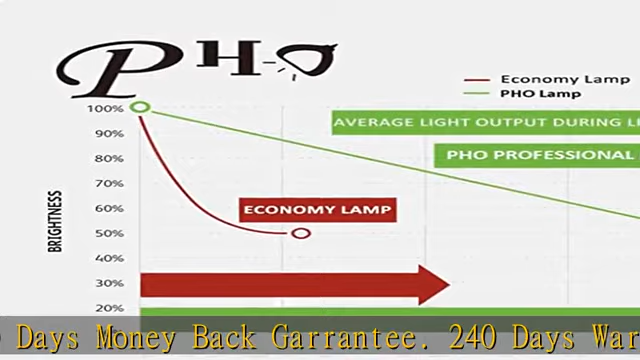 PHO
Economy Lamp
PHO Lamp
100%
AVERAGE LIGHT OUTPUT DURING
90%
80%
PHO PROFESSIONAL
70%
60%
ECONOMY LAMP
50%
BRIGHTNESS
40%
30%
20%
Days Money Back Garrantee. 240 Days